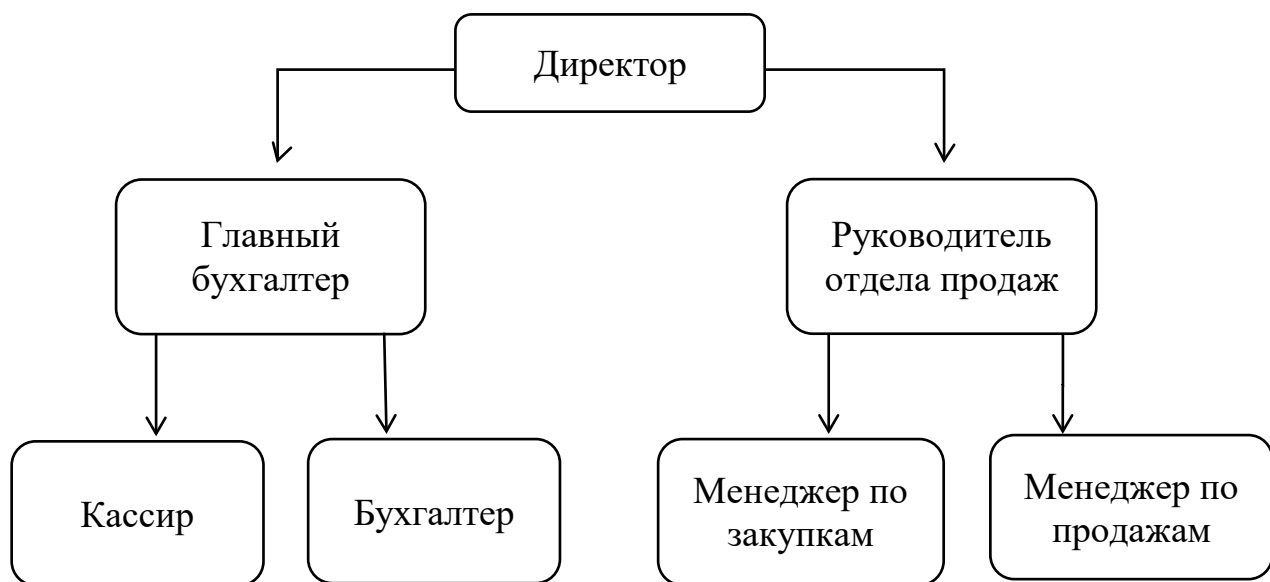 Директор
Главный
бухгалтер
Руководитель
отдела продаж
Кассир
Бухгалтер
Менеджер по
закупкам
Менеджер по
продажам